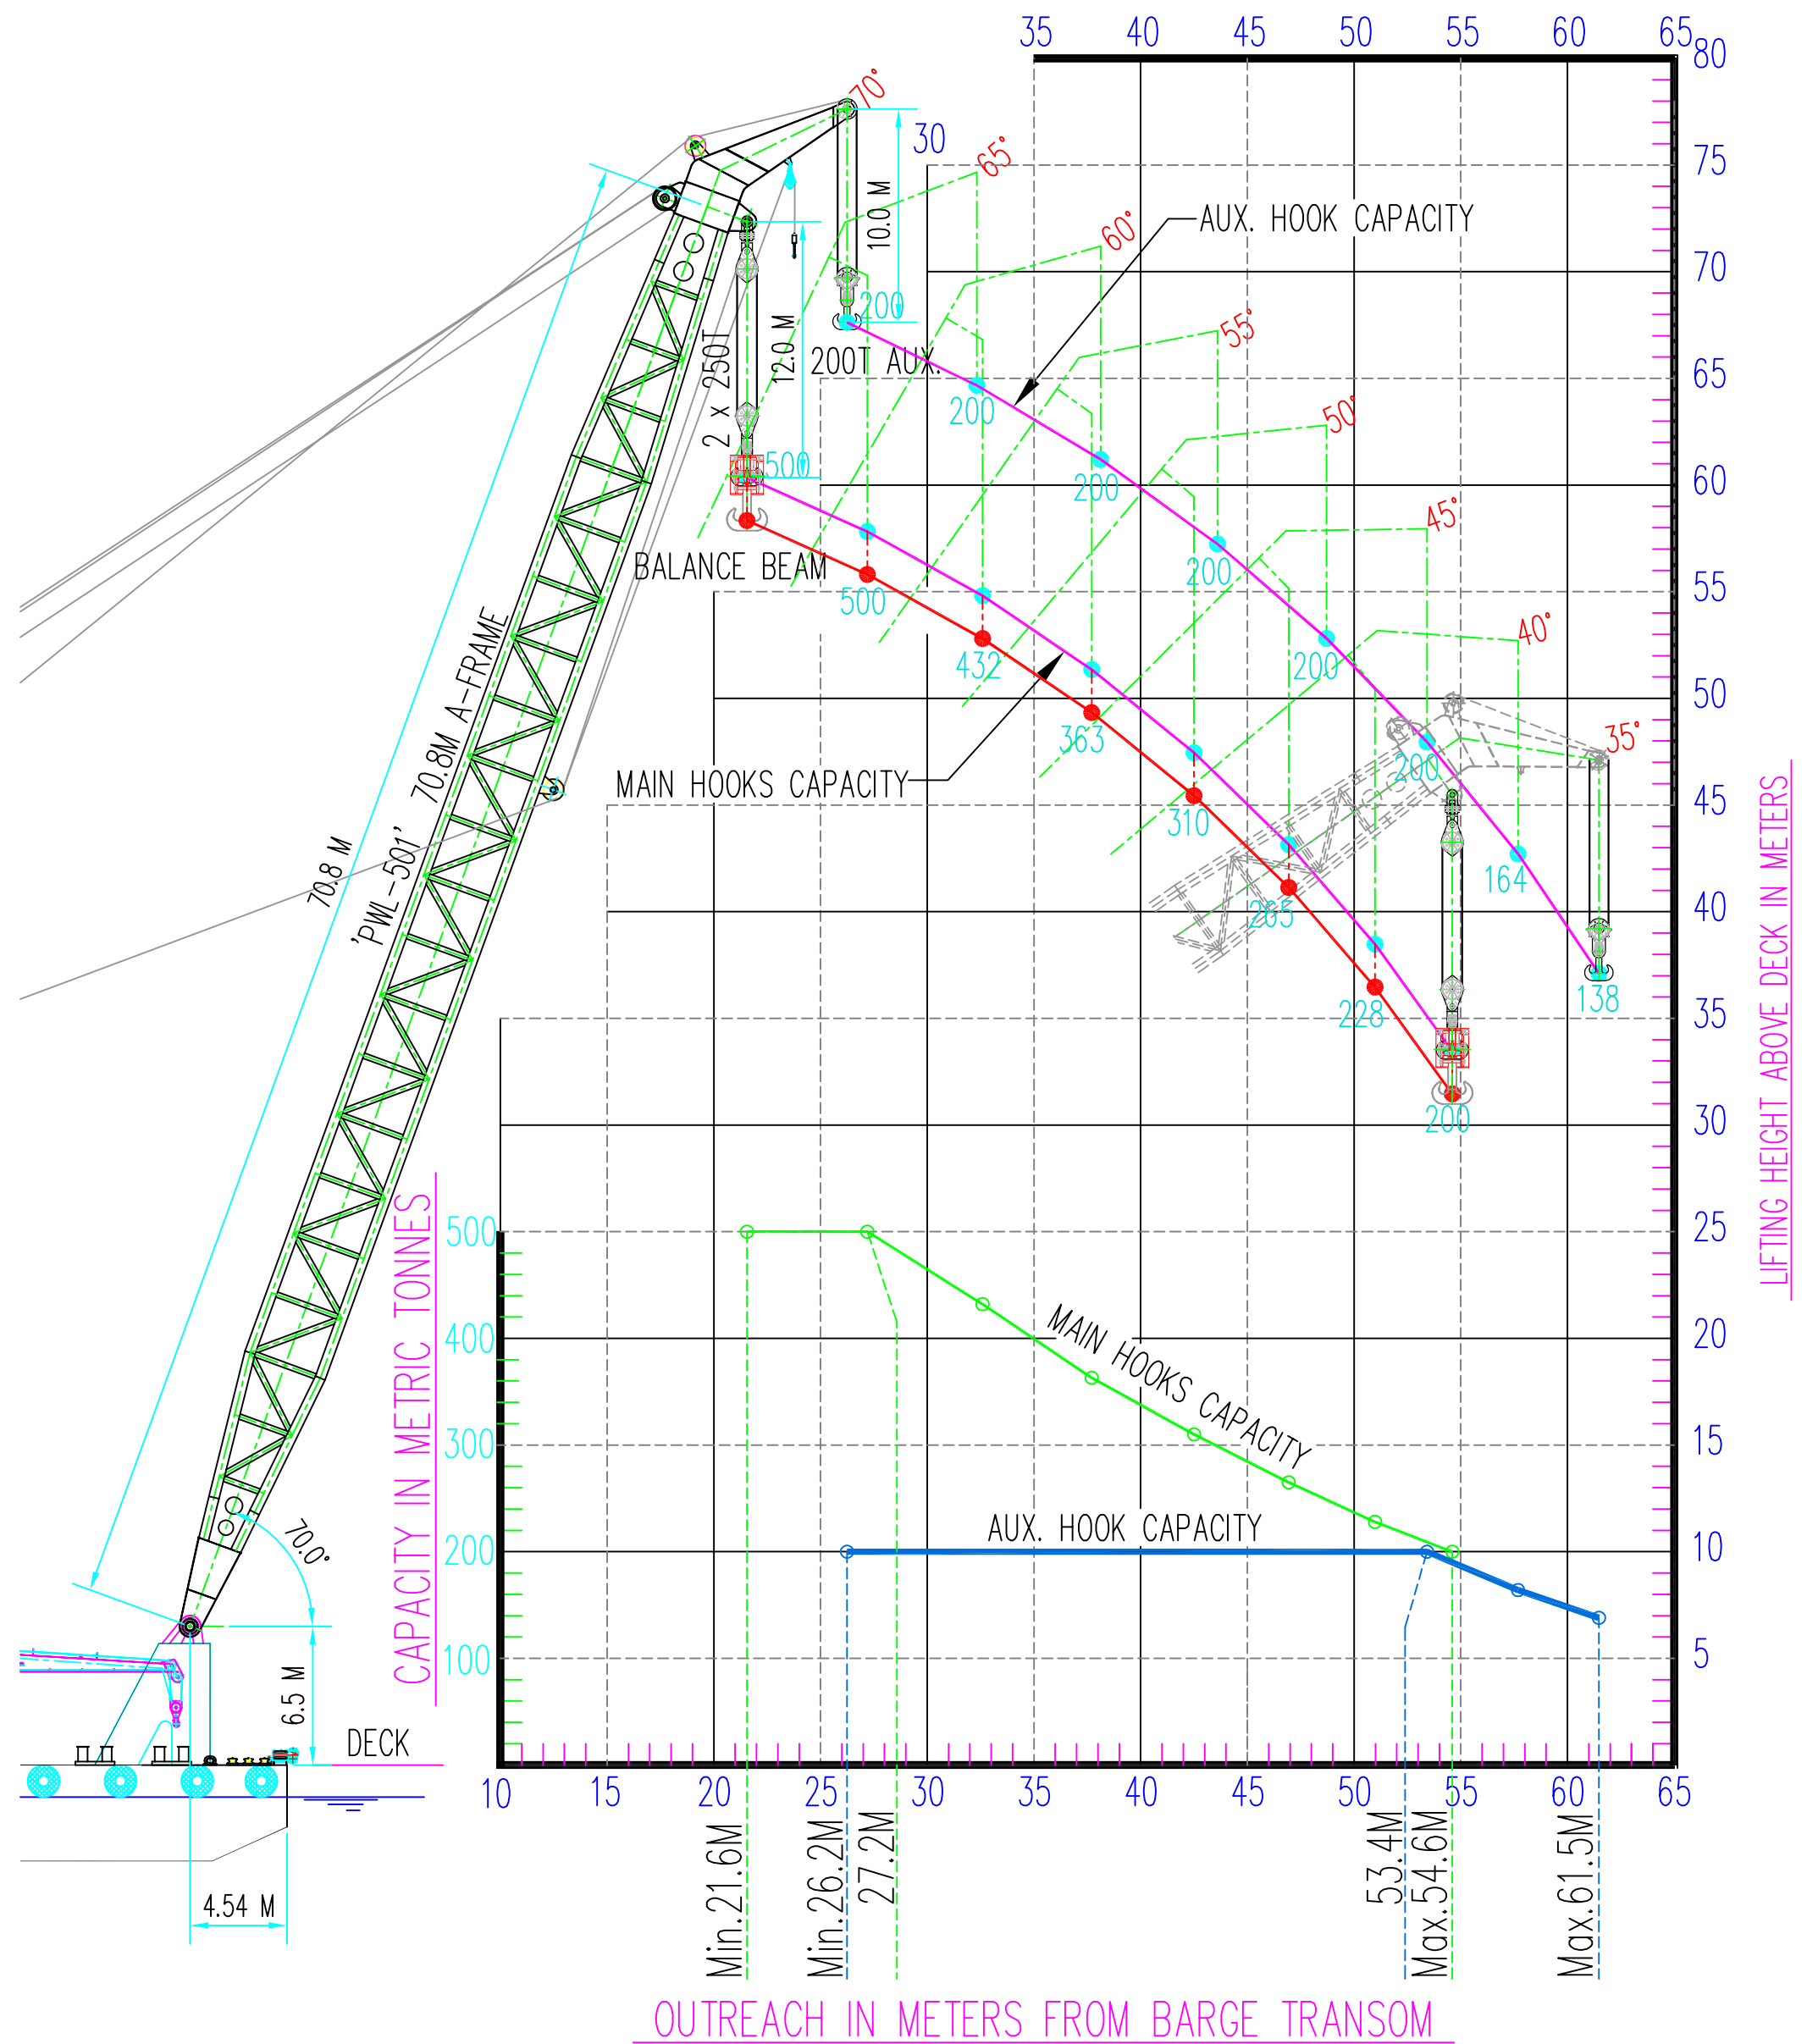 35 40 45 50 55 60 65
80
70°
30
65°
75
10.0 M
60°
AUX. HOOK CAPACITY
70
200
55°
2 x 250T
12.0 M
200T AUX.
65
200
50°
500
200
60
45°
BALANCE BEAM
200
55
500
40°
432
200
50
70.8M A-FRAME
363
35°
200
MAIN HOOKS CAPACITY
45
310
70.8 M
'PWL-501'
164
265
40
138
228
35
LIFTING HEIGHT ABOVE DECK IN METERS
200
30
500
25
CAPACITY IN METRIC TONNES
400
20
MAIN HOOKS CAPACITY
300
15
70.0°
AUX. HOOK CAPACITY
200
10
100
5
6.5 M
DECK
10 15 20 25 30 35 40 45 50 55 60 65
4.54 M
Min.21.6M
Min.26.2M
27.2M
53.4M
Max.54.6M
Max.61.5M
OUTREACH IN METERS FROM BARGE TRANSOM